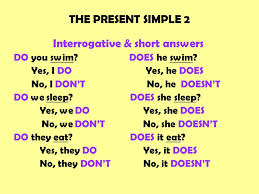 THE PRESENT SIMPLE 2
Interrogative & short answers
DO you swim?
Yes, I DO
No, I DON'T
DO we sleep?
Yes, we DO
No, we DON'T
DO they eat?
Yes, they DO
No, they DON'T
DOES he swim?
Yes, he DOES
No, he DOESN'T
DOES she sleep?
Yes, she DOES
No, she DOESN'T
DOES it eat?
Yes, it DOES
No, it DOESN'T